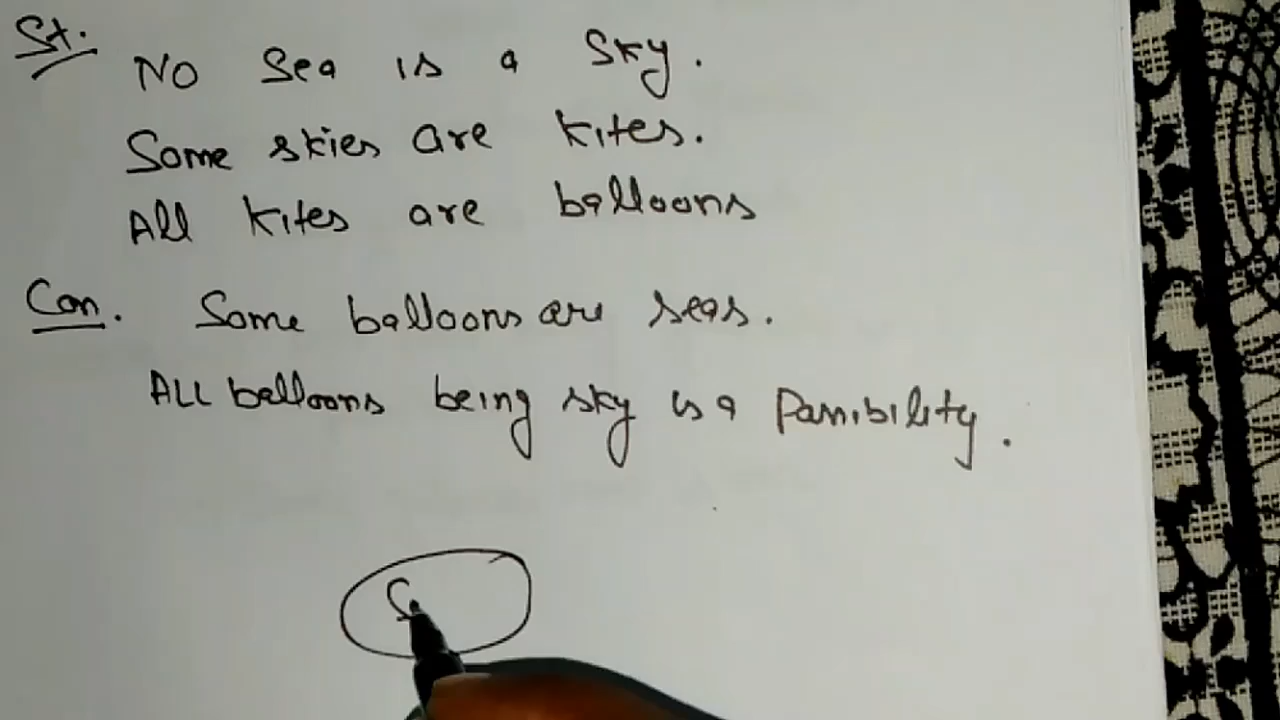 St. No Sea is a Sky.
Some skies are kites.
All kites are balloons
Con. Some balloons are seas.
All balloons being sky is a Possibility.
S